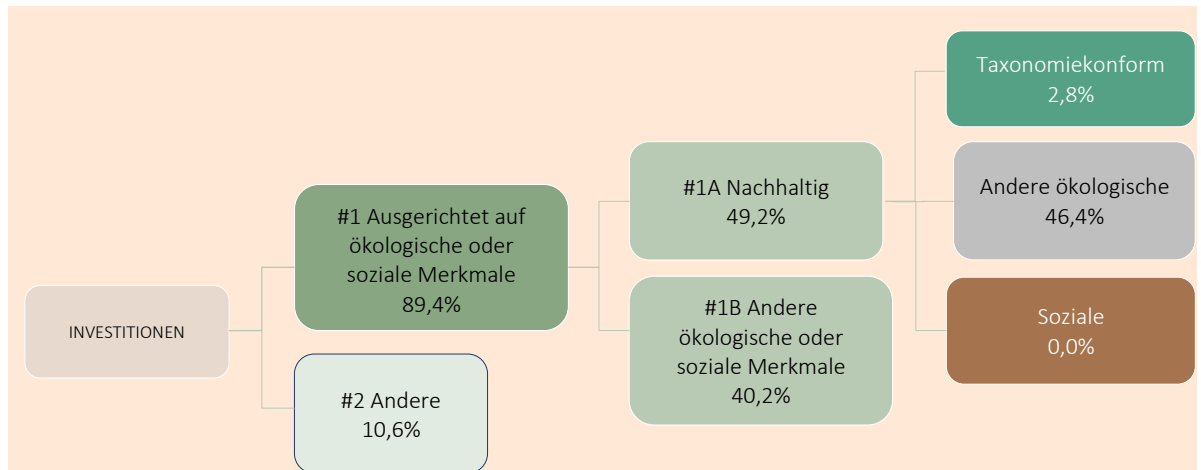 INVESTITIONEN
#1 Ausgerichtet auf
ökologische oder
soziale Merkmale
89,4%
#2 Andere
10,6%
#1A Nachhaltig
49,2%
#1B Andere
ökologische oder
soziale Merkmale
40,2%
Taxonomiekonform
2,8%
Andere ökologische
46,4%
Soziale
0,0%